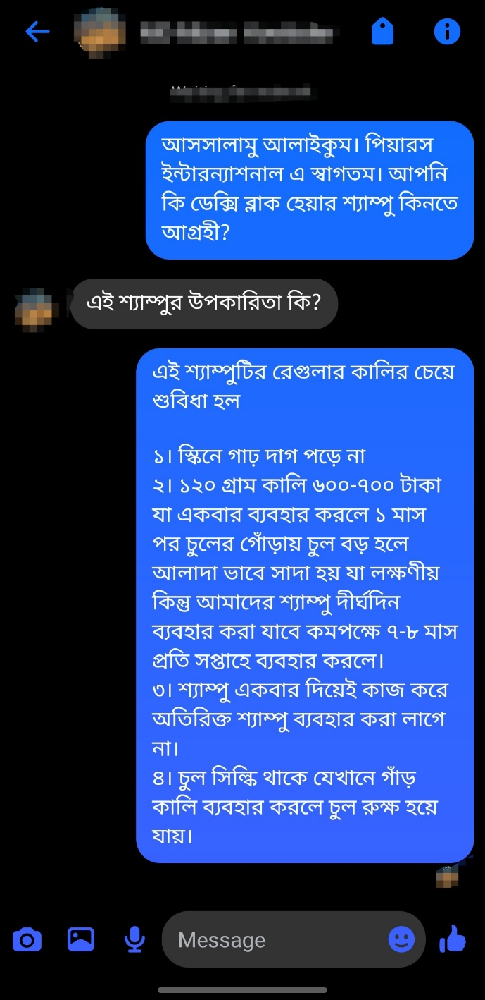 আসসালামু আলাইকুম। পিয়ারস
ইন্টারন্যাশনাল এ স্বাগতম। আপনি
কি ডেক্সি ব্লাক হেয়ার শ্যাম্পু কিনতে
আগ্রহী?
এই শ্যাম্পুর উপকারিতা কি?
এই শ্যাম্পুটির রেগুলার কালির চেয়ে
শুবিধা হল
১। স্কিনে গাঢ় দাগ পড়ে না
২। ১২০ গ্রাম কালি ৬০০-৭০০ টাকা
যা একবার ব্যবহার করলে ১ মাস
পর চুলের গোঁড়ায় চুল বড় হলে
আলাদা ভাবে সাদা হয় যা লক্ষণীয়
কিন্তু আমাদের শ্যাম্পু দীর্ঘদিন
ব্যবহার করা যাবে কমপক্ষে ৭-৮ মাস
প্রতি সপ্তাহে ব্যবহার করলে।
৩। শ্যাম্পু একবার দিয়েই কাজ করে
অতিরিক্ত শ্যাম্পু ব্যবহার করা লাগে
না।
৪। চুল সিল্কি থাকে যেখানে গাঁড়
কালি ব্যবহার করলে চুল রুক্ষ হয়ে
যায়।
Message